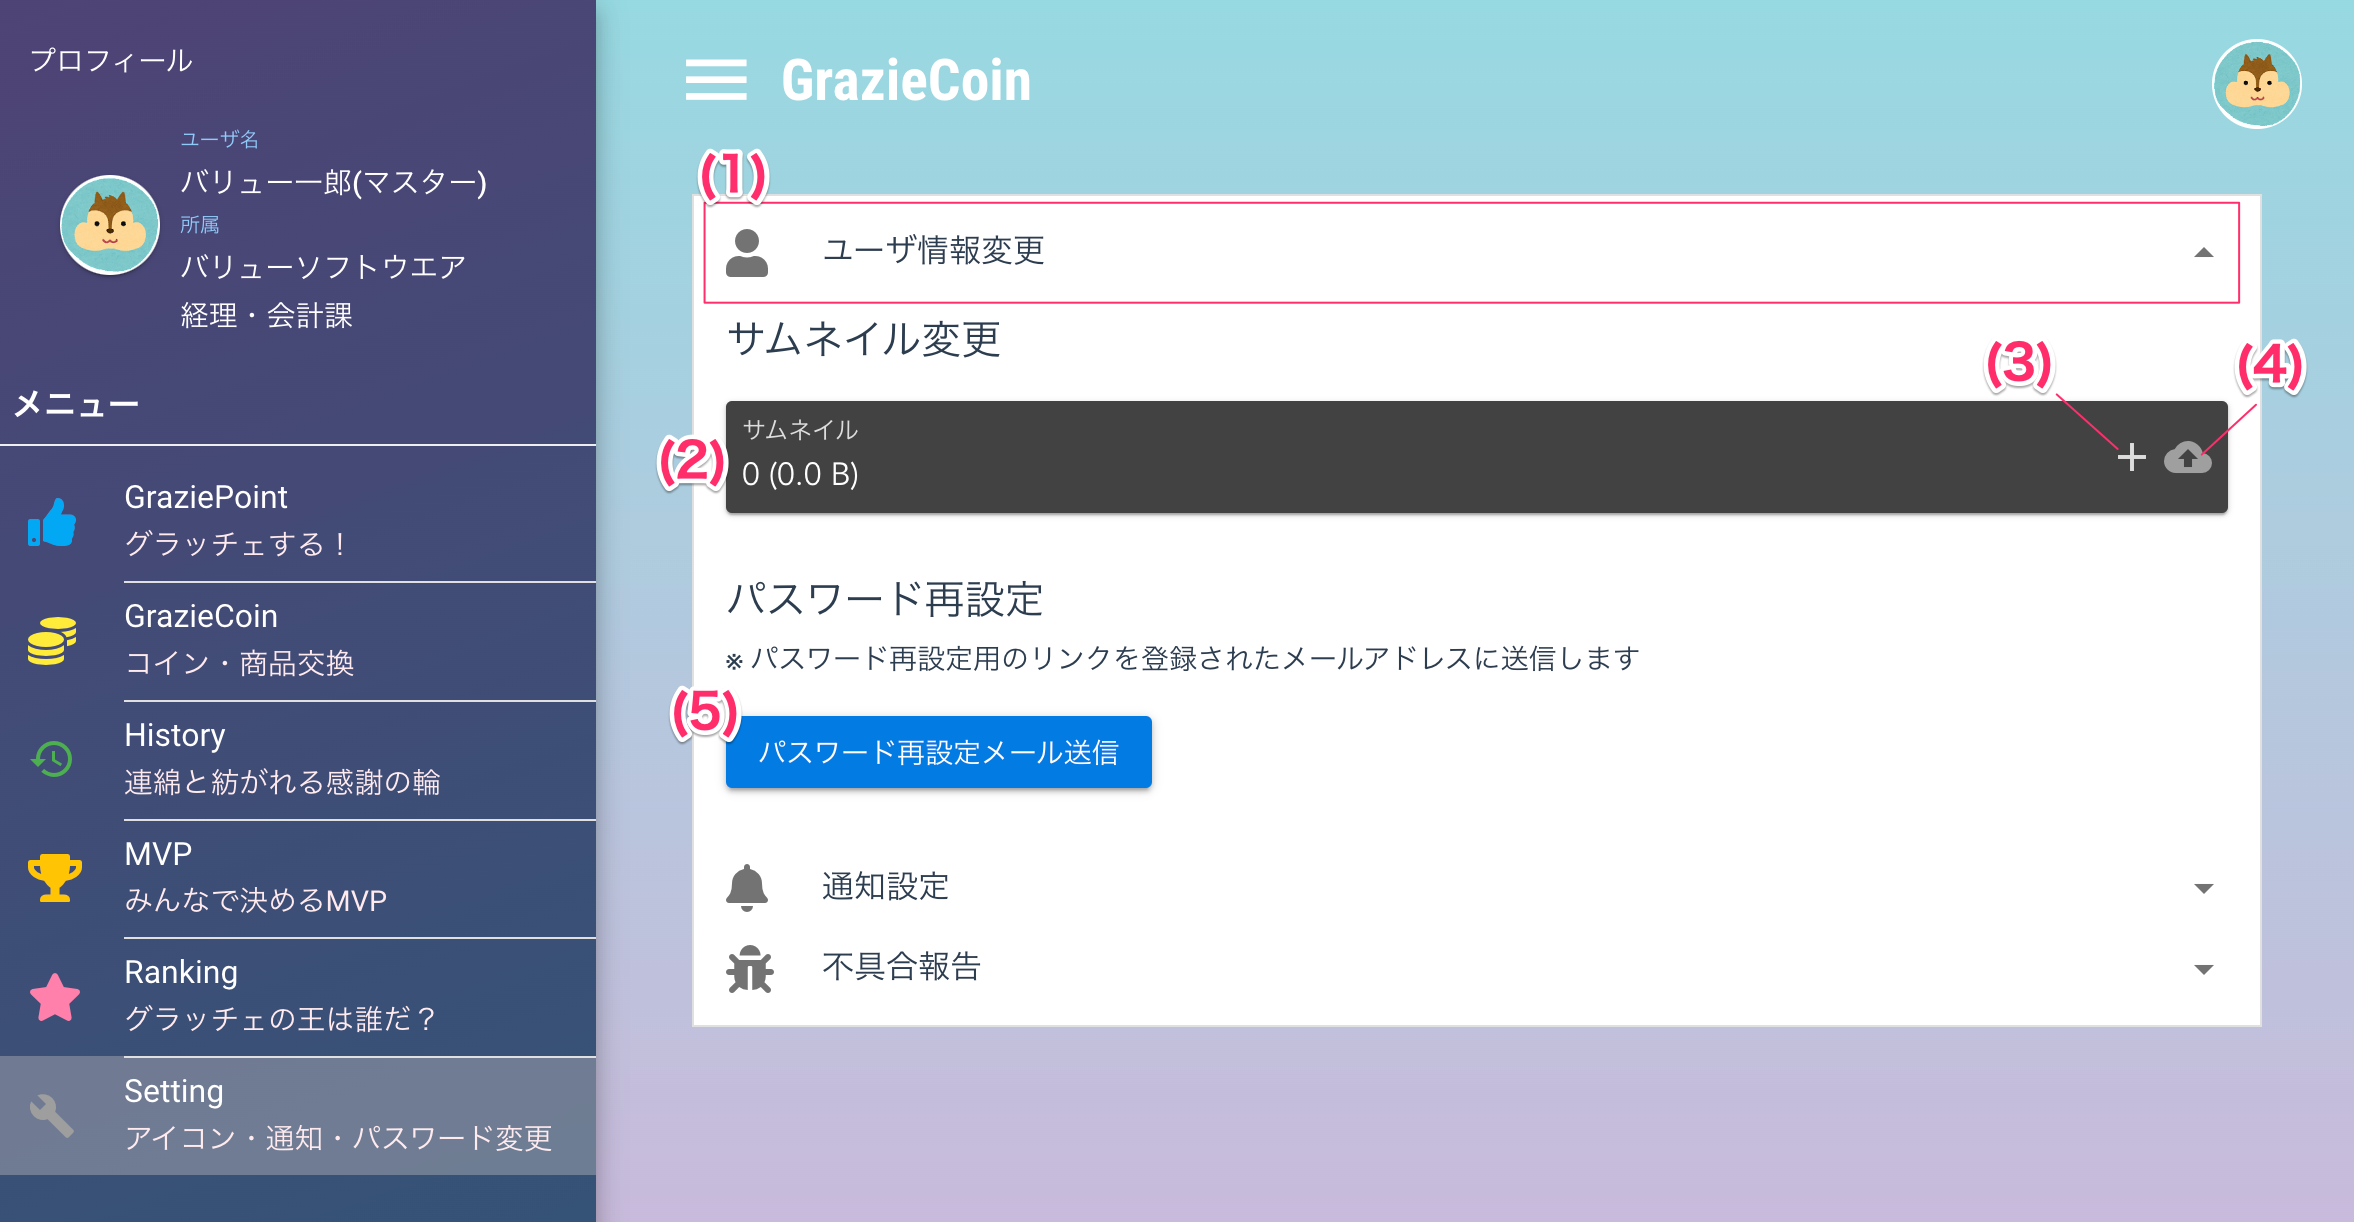 プロフィール
ユーザ名
バリュー一郎(マスター)
所属
バリューソフトウエア
経理・会計課
メニュー
GraziePoint
グラッチェする！
GrazieCoin
コイン・商品交換
History
連綿と紡がれる感謝の輪
MVP
みんなで決めるMVP
Ranking
グラッチェの王は誰だ？
Setting
アイコン・通知・パスワード変更
GrazieCoin
(1)
ユーザ情報変更
サムネイル変更
(3)
(4)
(2)
サムネイル
0 (0.0 B)
パスワード再設定
※ パスワード再設定用のリンクを登録されたメールアドレスに送信します
(5)
パスワード再設定メール送信
通知設定
不具合報告